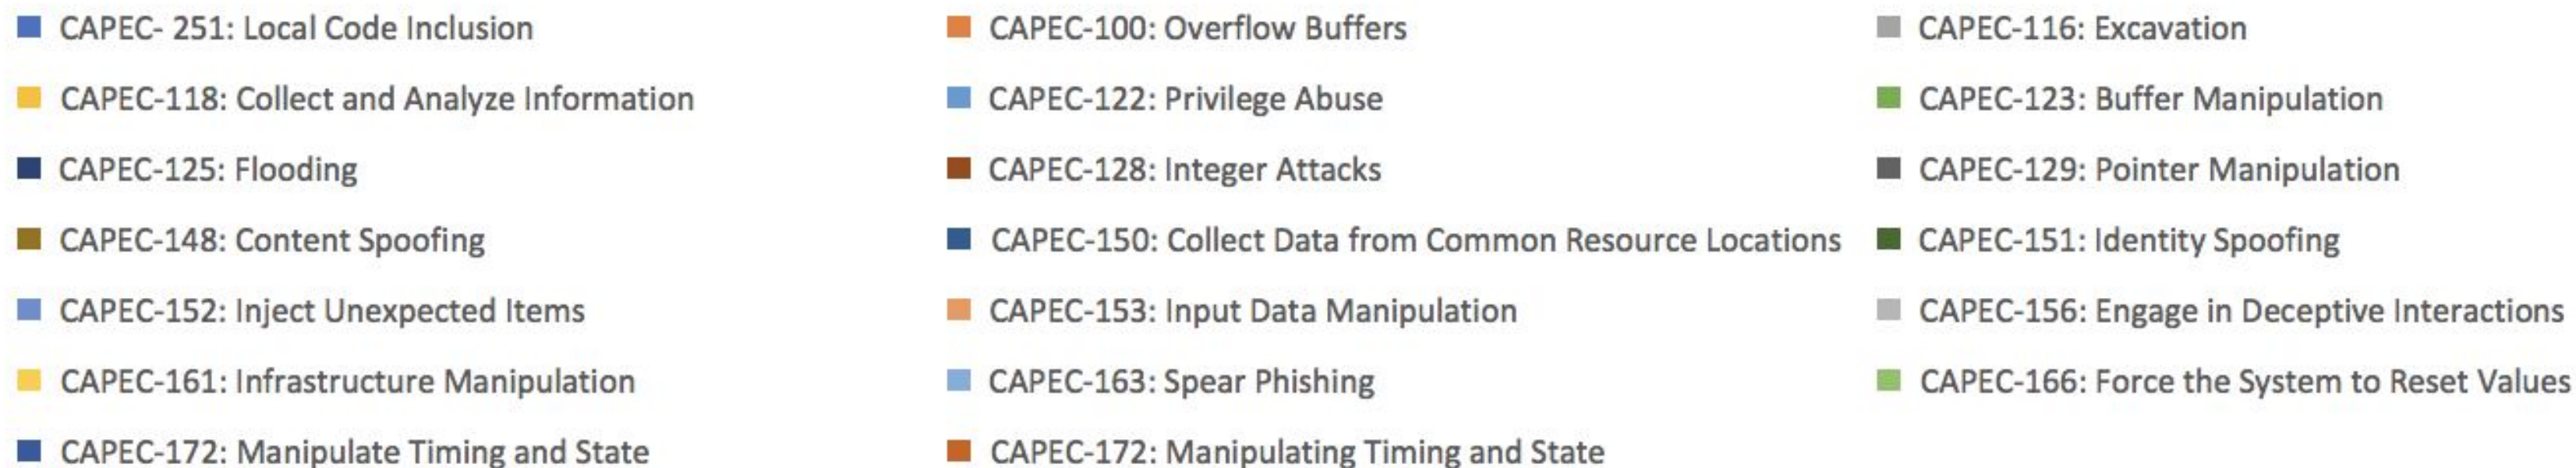 CAPEC- 251: Local Code Inclusion
CAPEC-100: Overflow Buffers
CAPEC-116: Excavation
CAPEC-118: Collect and Analyze Information
CAPEC-122: Privilege Abuse
CAPEC-123: Buffer Manipulation
CAPEC-125: Flooding
CAPEC-128: Integer Attacks
CAPEC-129: Pointer Manipulation
CAPEC-148: Content Spoofing
CAPEC-150: Collect Data from Common Resource Locations
CAPEC-151: Identity Spoofing
CAPEC-152: Inject Unexpected Items
CAPEC-153: Input Data Manipulation
CAPEC-156: Engage in Deceptive Interactions
CAPEC-161: Infrastructure Manipulation
CAPEC-163: Spear Phishing
CAPEC-166: Force the System to Reset Values
CAPEC-172: Manipulate Timing and State
CAPEC-172: Manipulating Timing and State